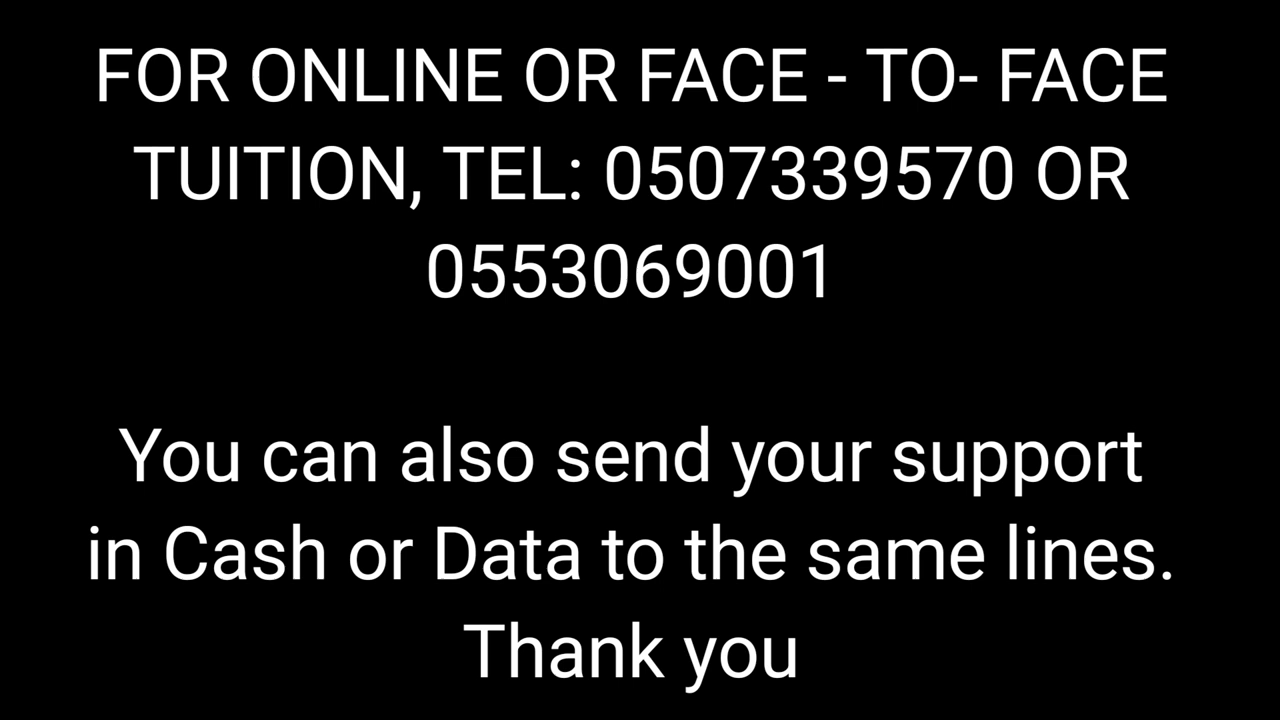 FOR ONLINE OR FACE - TO- FACE
TUITION, TEL: 0507339570 OR
0553069001
You can also send your support
in Cash or Data to the same lines.
Thank you